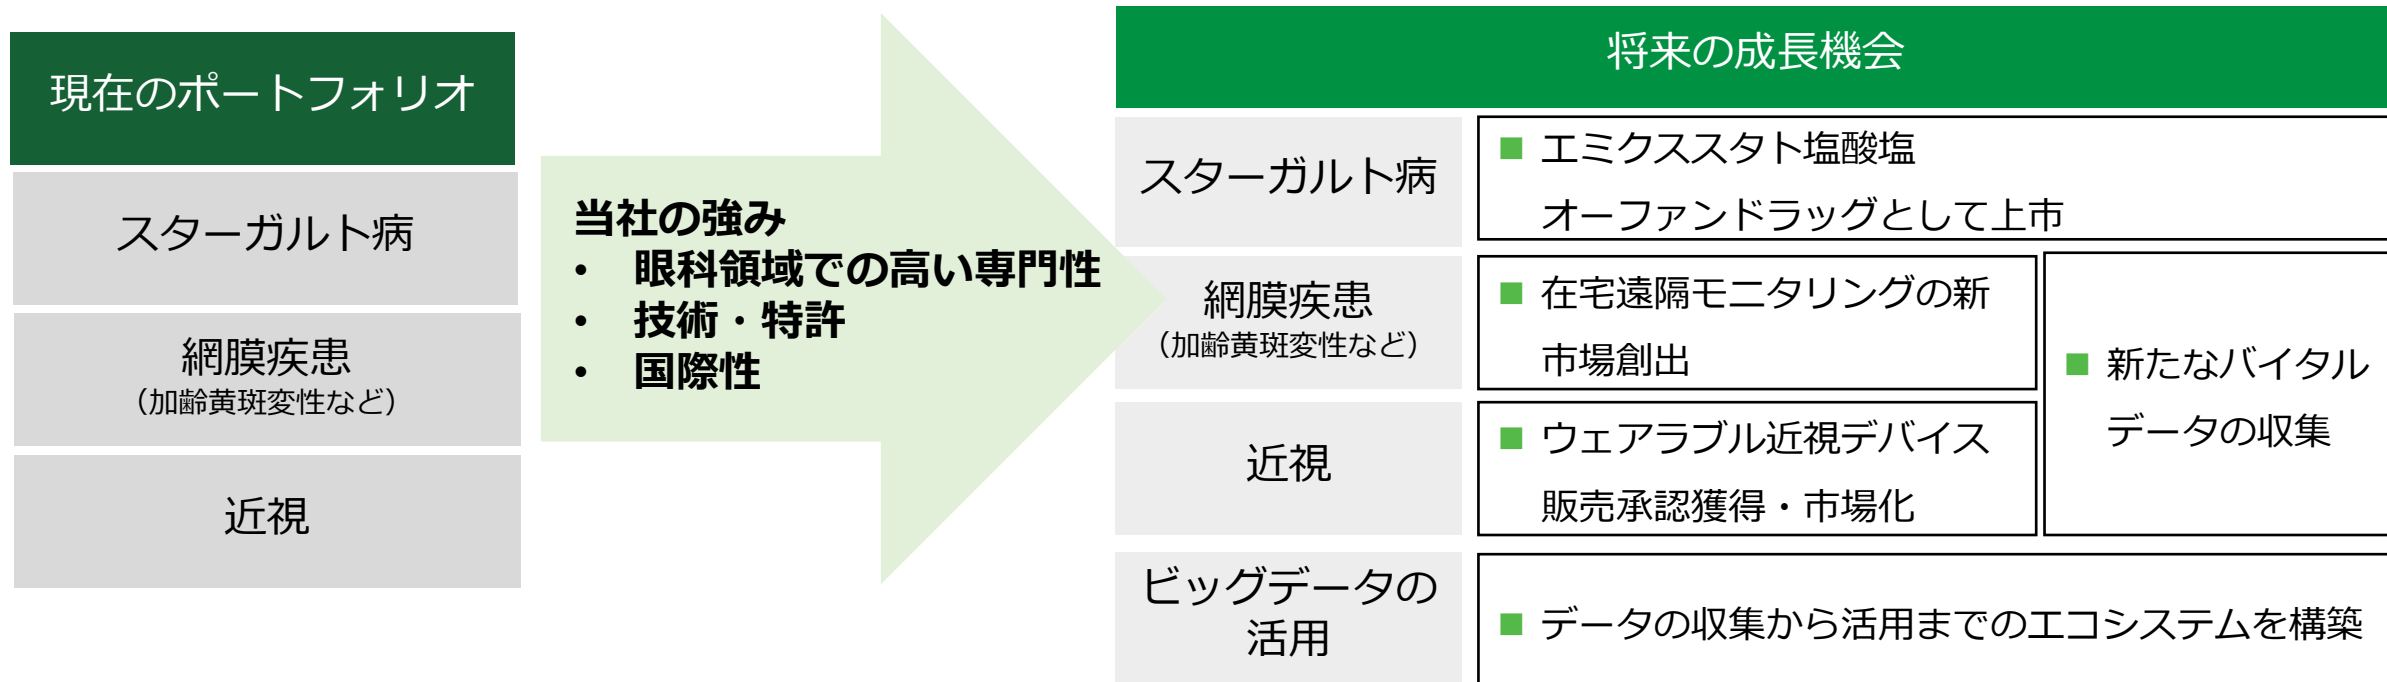 現在のポートフォリオ
スターガルト病
網膜疾患
（加齢黄斑変性など）
近視
当社の強み
• 眼科領域での高い専門性
• 技術・特許
• 国際性
将来の成長機会
スターガルト病
■ エミクススタト塩酸塩
オーファンドラッグとして上市
網膜疾患
（加齢黄斑変性など）
■ 在宅遠隔モニタリングの新
市場創出
近視
■ ウェアラブル近視デバイス
販売承認獲得・市場化
■ 新たなバイタル
データの収集
ビッグデータの
活用
■ データの収集から活用までのエコシステムを構築